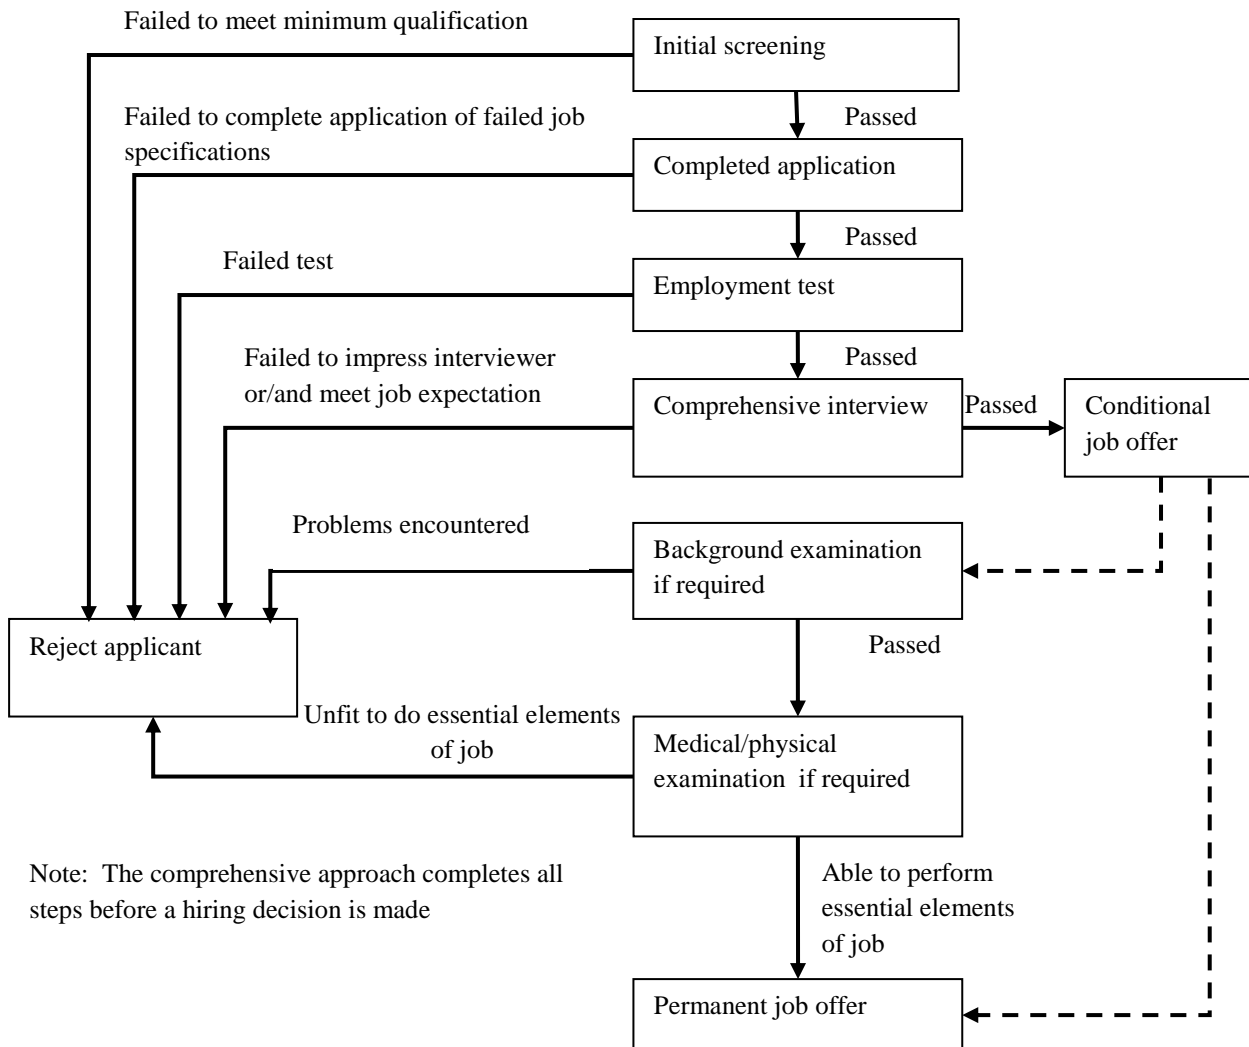 Failed to meet minimum qualification
Initial screening
Passed
Failed to complete application of failed job
specifications
Completed application
Passed
Failed test
Employment test
Passed
Failed to impress interviewer
or/and meet job expectation
Comprehensive interview
Passed
Conditional
job offer
Problems encountered
Background examination
if required
Passed
Reject applicant
Unfit to do essential elements
of job
Medical/physical
examination  if required
Note:  The comprehensive approach completes all
steps before a hiring decision is made
Able to perform
essential elements
of job
Permanent job offer